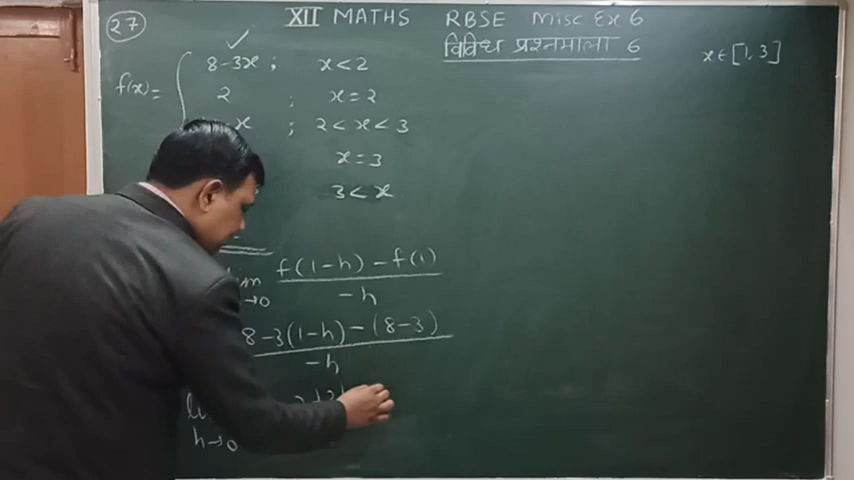 27
XII MATHS RBSE Misc Ex 6
विविध प्रश्नमाला 6
x ∈ [1, 3]
f(x) = { 8-3x ; x < 2
2 ; x = 2
x ; 2 < x < 3
x = 3
3 < x
f(1-h) - f(1)
h→0
-h
8-3(1-h) - (8-3)
-h
h→0